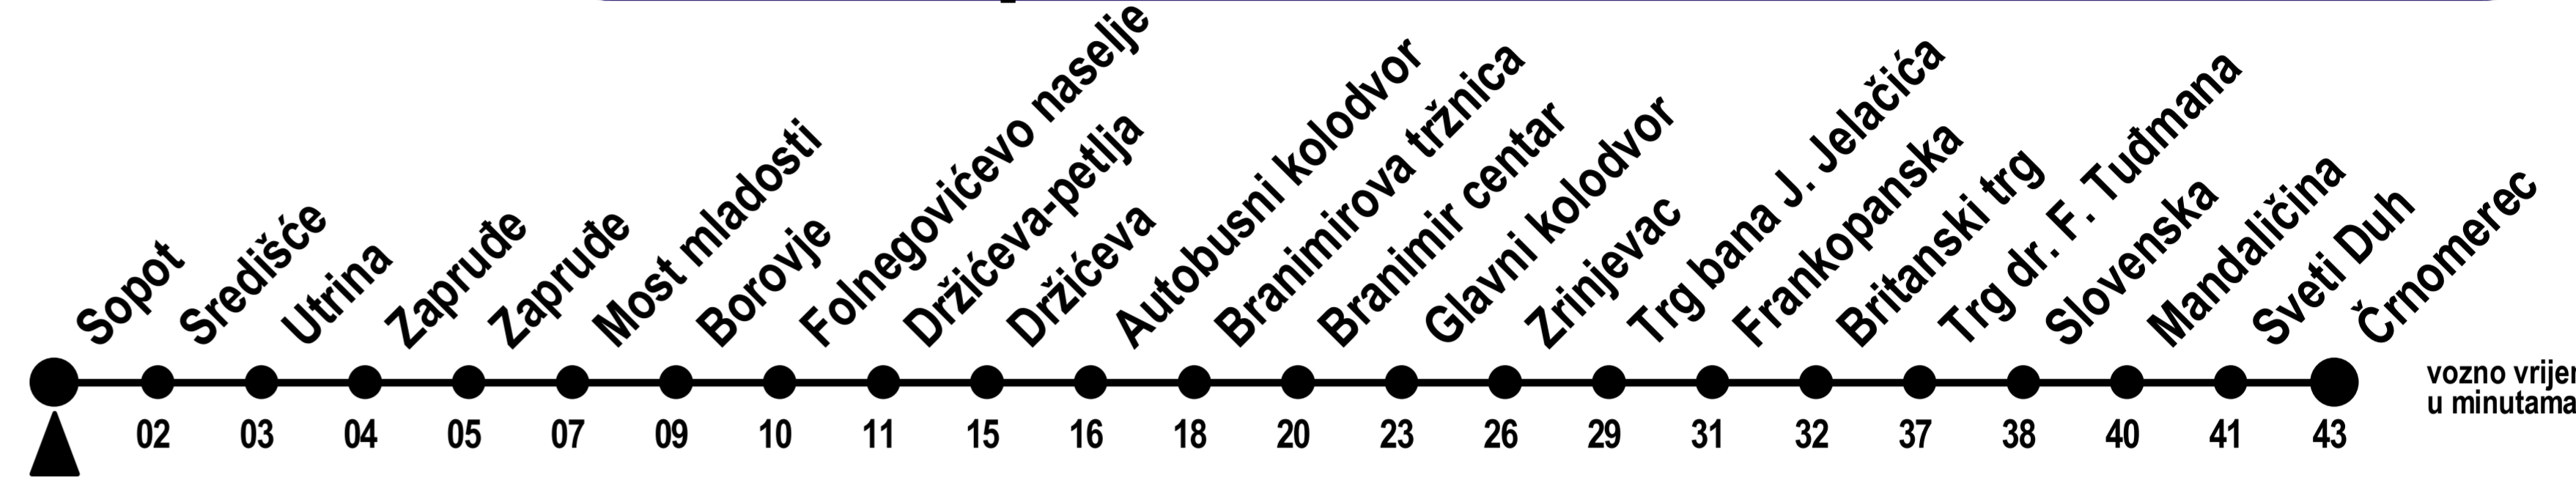 Sopot
Središće
Utrina
Zapruđe
Zapruđe
Most mladosti
Borovje
Folnegovićevo naselje
Držićeva-petlja
Držićeva
Autobusni kolodvor
Branimirova tržnica
Branimir centar
Glavni kolodvor
Zrinjevac
Trg bana J. Jelačića
Frankopanska
Britanski trg
Trg dr. F. Tuđmana
Slovenska
Mandaličina
Sveti Duh
Črnomerec
02 03 04 05 07 09 10 11 15 16 18 20 23 26 29 31 32 37 38 40 41 43
vozno
u minutama